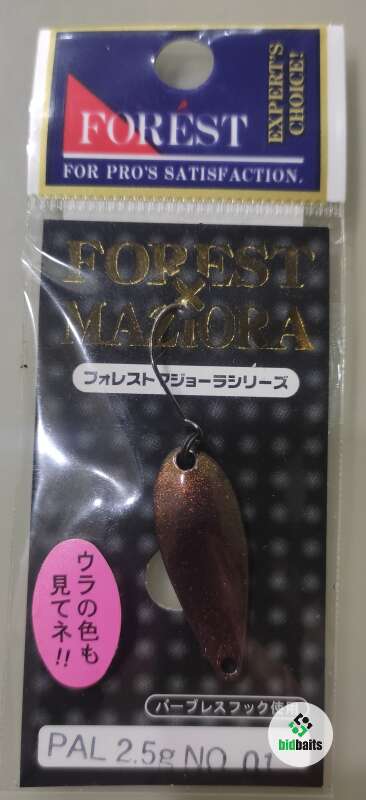 FORÉST
EXPERT'S
CHOICE!
FOR PRO'S SATISFACTION.
FOREST
×
MAZIORA
フォレストマジョーラシリーズ
ウラの色も
見てネ!!
バーブレスフック使用
PAL 2.5g NO. 01
bidbaits